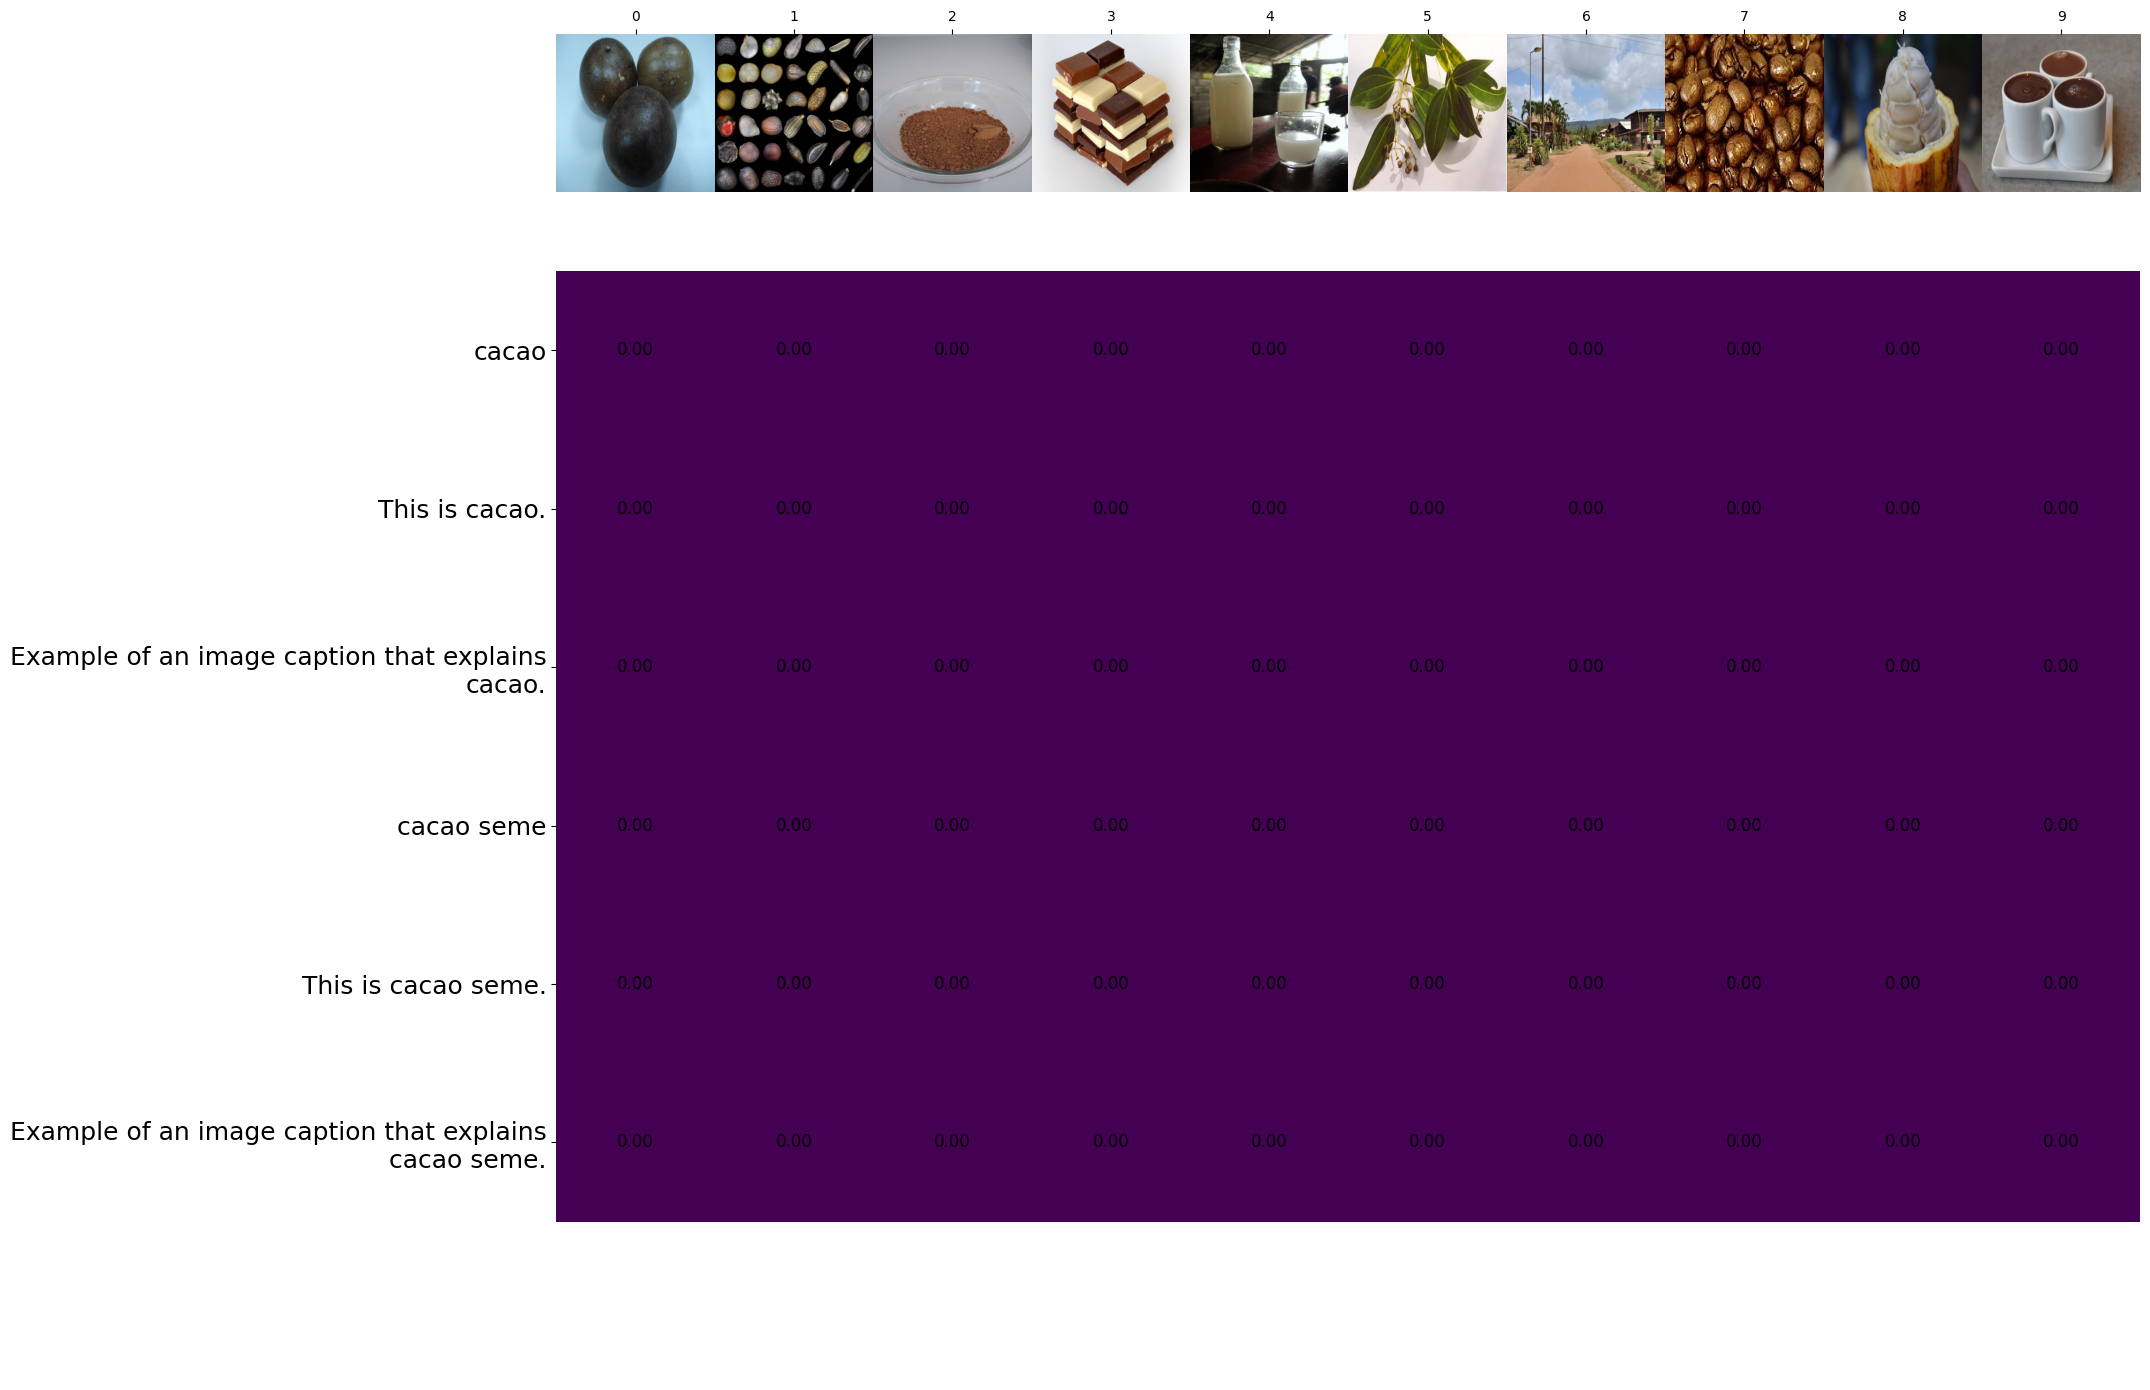 0 1 2 3 4 5 6 7 8 9
cacao
0.00 0.00 0.00 0.00 0.00 0.00 0.00 0.00 0.00 0.00
This is cacao.
0.00 0.00 0.00 0.00 0.00 0.00 0.00 0.00 0.00 0.00
Example of an image caption that explains
cacao.
0.00 0.00 0.00 0.00 0.00 0.00 0.00 0.00 0.00 0.00
cacao seme
0.00 0.00 0.00 0.00 0.00 0.00 0.00 0.00 0.00 0.00
This is cacao seme.
0.00 0.00 0.00 0.00 0.00 0.00 0.00 0.00 0.00 0.00
Example of an image caption that explains
cacao seme.
0.00 0.00 0.00 0.00 0.00 0.00 0.00 0.00 0.00 0.00